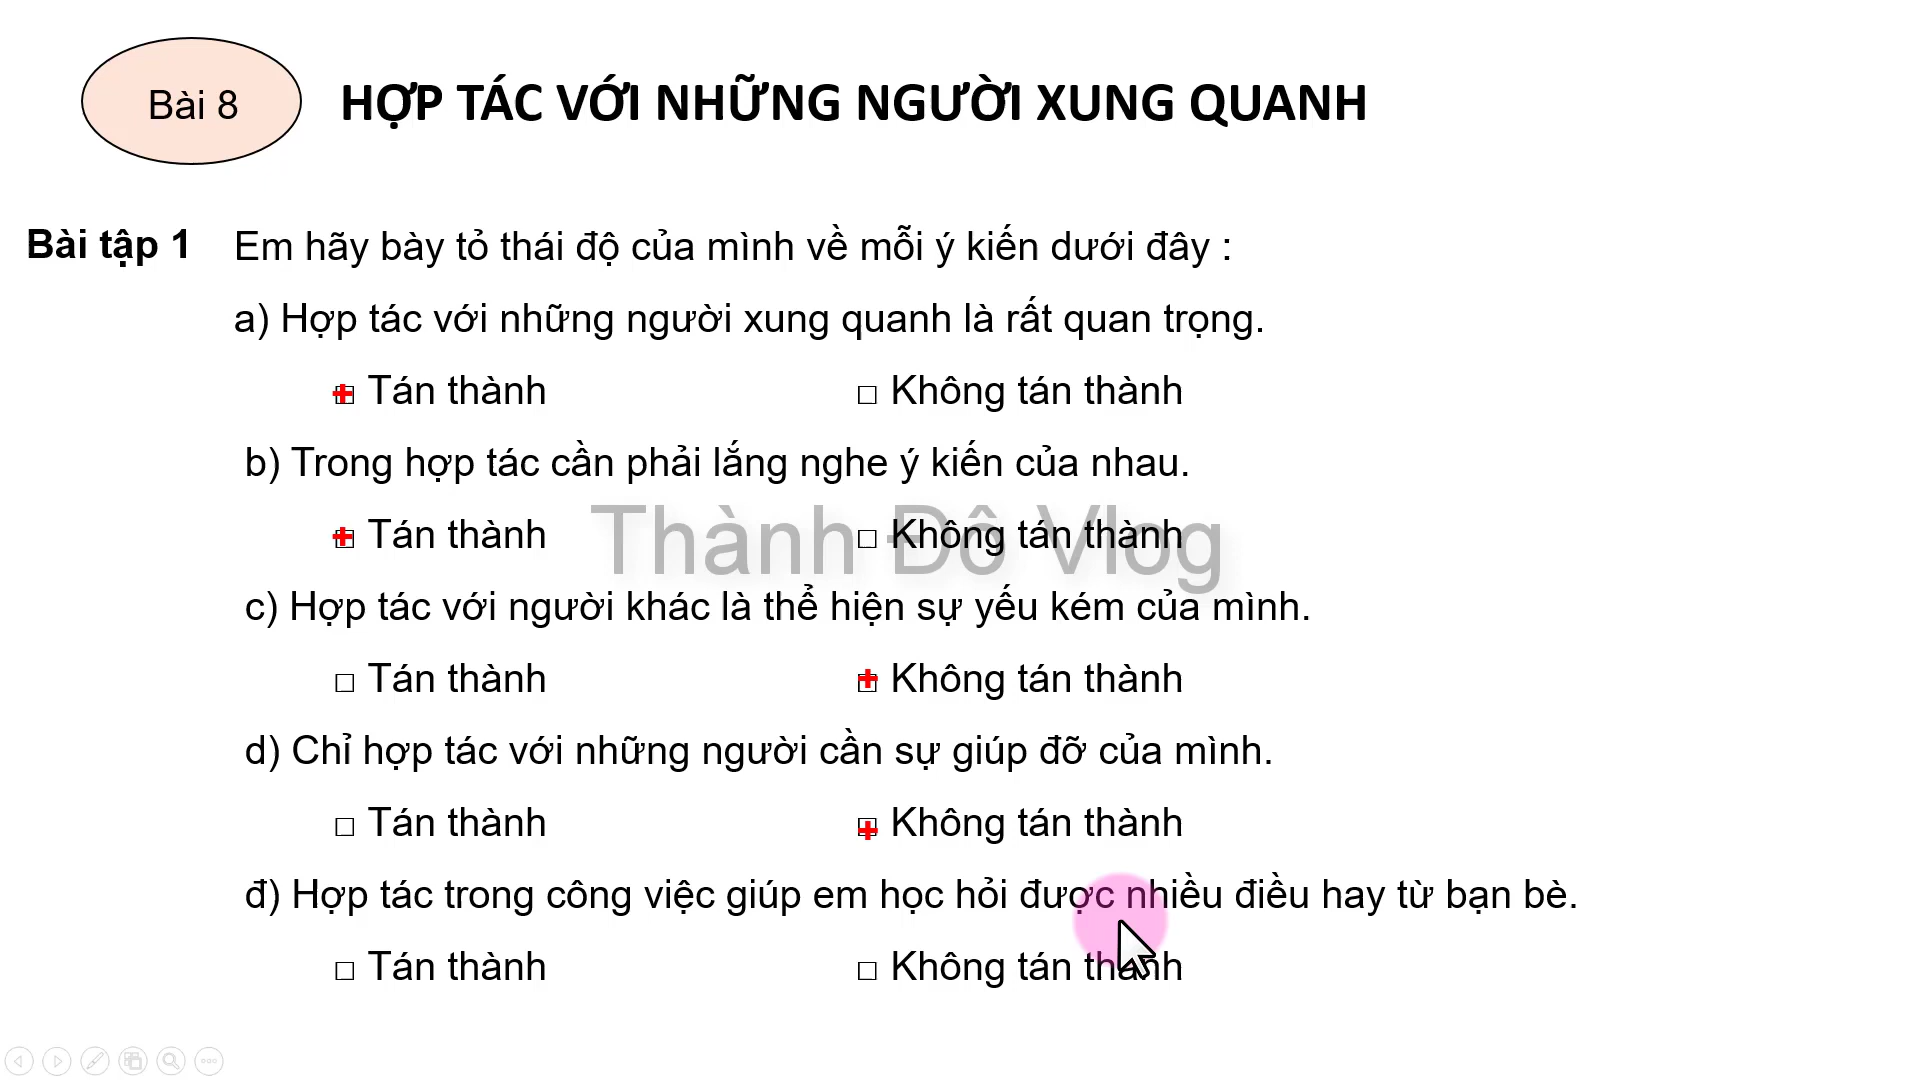 Bài 8
HỢP TÁC VỚI NHỮNG NGƯỜI XUNG QUANH
Bài tập 1 Em hãy bày tỏ thái độ của mình về mỗi ý kiến dưới đây :
a) Hợp tác với những người xung quanh là rất quan trọng.
□ Tán thành □ Không tán thành
b) Trong hợp tác cần phải lắng nghe ý kiến của nhau.
□ Tán thành □ Không tán thành
Thành Đô Vlog
c) Hợp tác với người khác là thể hiện sự yếu kém của mình.
□ Tán thành □ Không tán thành
d) Chỉ hợp tác với những người cần sự giúp đỡ của mình.
□ Tán thành □ Không tán thành
đ) Hợp tác trong công việc giúp em học hỏi được nhiều điều hay từ bạn bè.
□ Tán thành □ Không tán thành